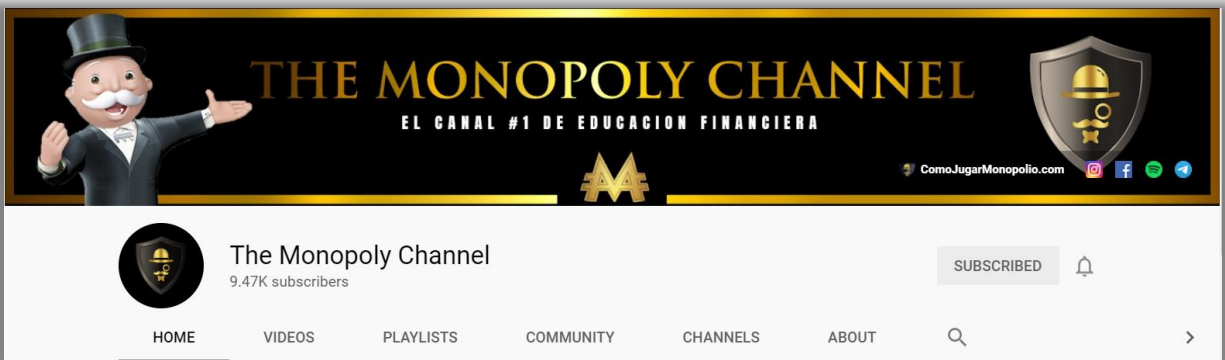 THE MONOPOLY CHANNEL
EL CANAL #1 DE EDUCACION FINANCIERA
ComoJugarMonopolio.com
The Monopoly Channel
9.47K subscribers
SUBSCRIBED
HOME VIDEOS PLAYLISTS COMMUNITY CHANNELS ABOUT